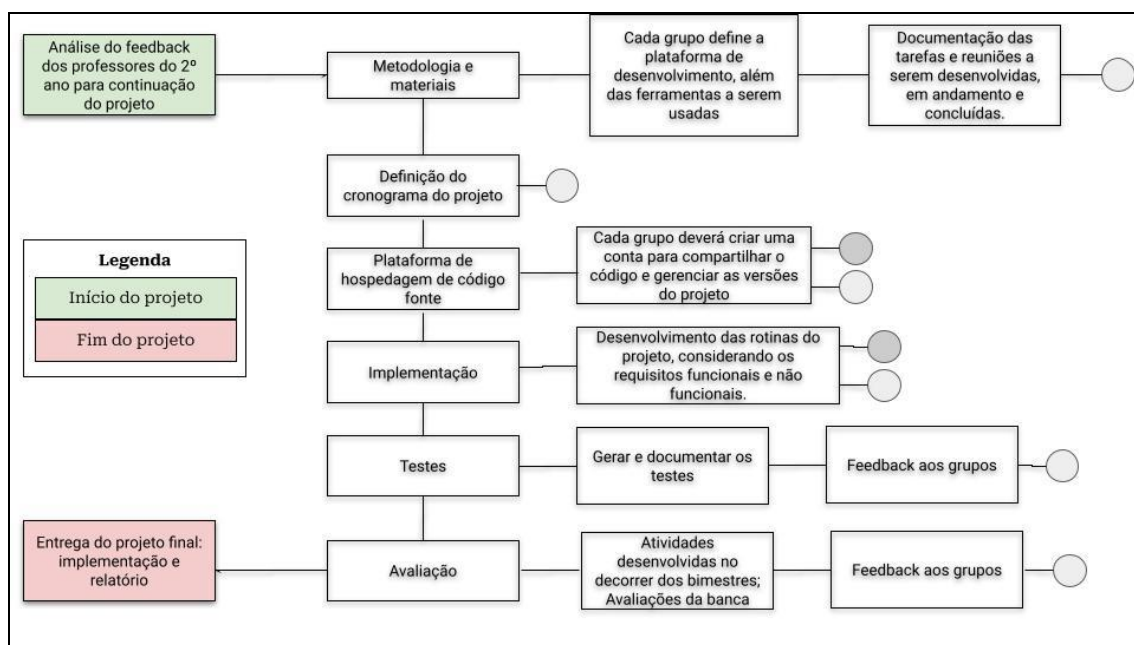 Análise do feedback
dos professores do 2º
ano para continuação
do projeto
Metodologia e
materiais
Cada grupo define a
plataforma de
desenvolvimento, além
das ferramentas a serem
usadas
Documentação das
tarefas e reuniões a
serem desenvolvidas,
em andamento e
concluídas.
Definição do
cronograma do projeto
Legenda
Início do projeto
Fim do projeto
Plataforma de
hospedagem de código
fonte
Cada grupo deverá criar uma
conta para compartilhar o
código e gerenciar as versões
do projeto
Implementação
Desenvolvimento das rotinas do
projeto, considerando os
requisitos funcionais e não
funcionais.
Testes
Gerar e documentar os
testes
Feedback aos grupos
Entrega do projeto final:
implementação e
relatório
Avaliação
Atividades
desenvolvidas no
decorrer dos bimestres;
Avaliações da banca
Feedback aos grupos